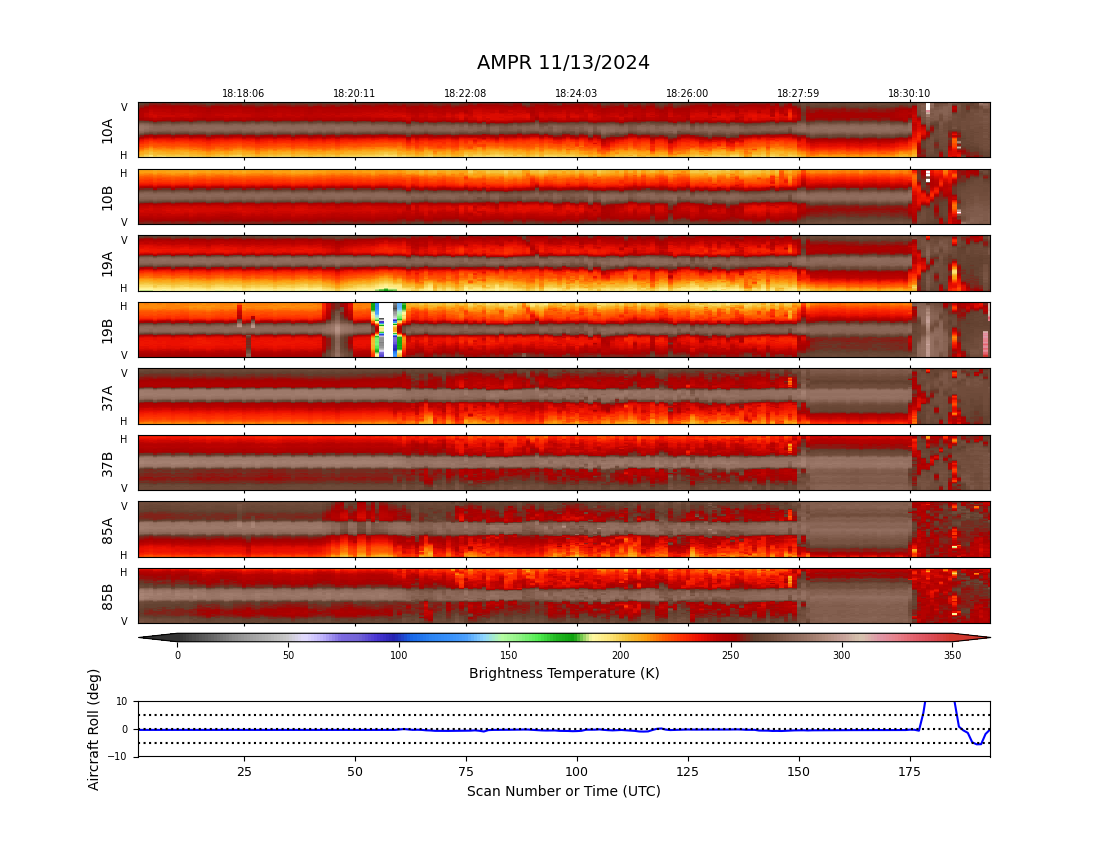 AMPR 11/13/2024
18:18:06 18:20:11 18:22:08 18:24:03 18:26:00 18:27:59 18:30:10
V
10A
H
H
10B
V
V
19A
H
H
19B
V
V
37A
H
H
37B
V
V
85A
H
H
85B
V
0 50 100 150 200 250 300 350
Brightness Temperature (K)
Aircraft Roll (deg)
10
0
−10
25 50 75 100 125 150 175
Scan Number or Time (UTC)